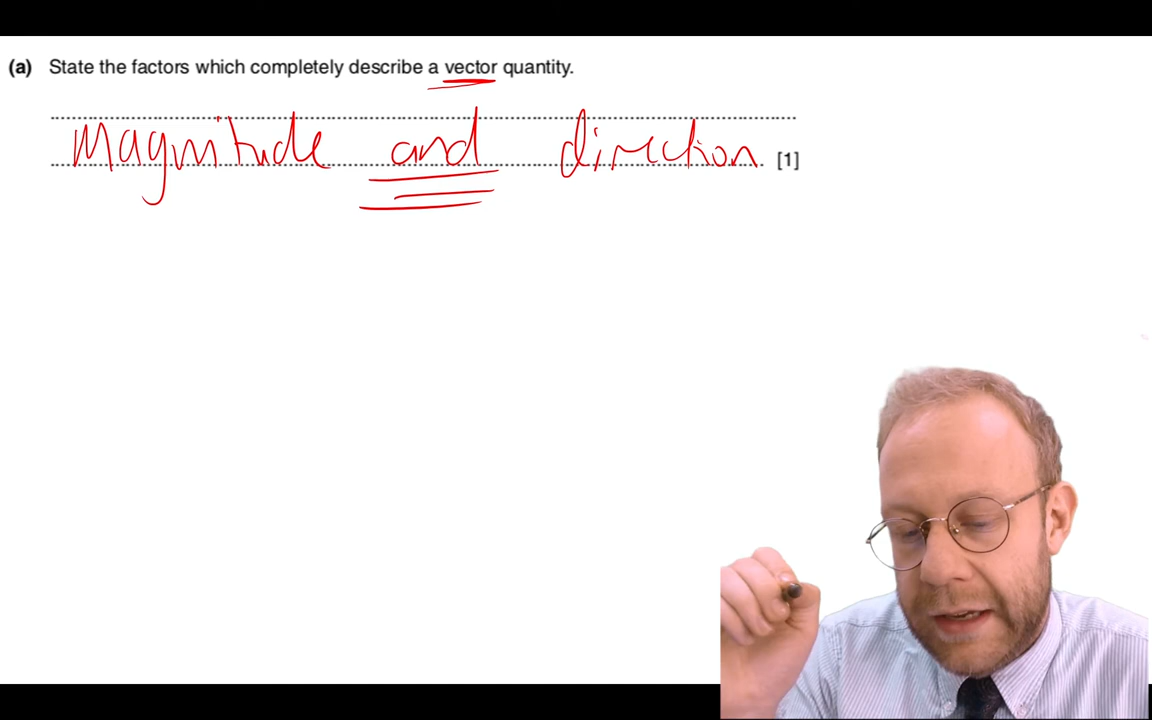 (a) State the factors which completely describe a vector quantity.
magnitude and direction [1]